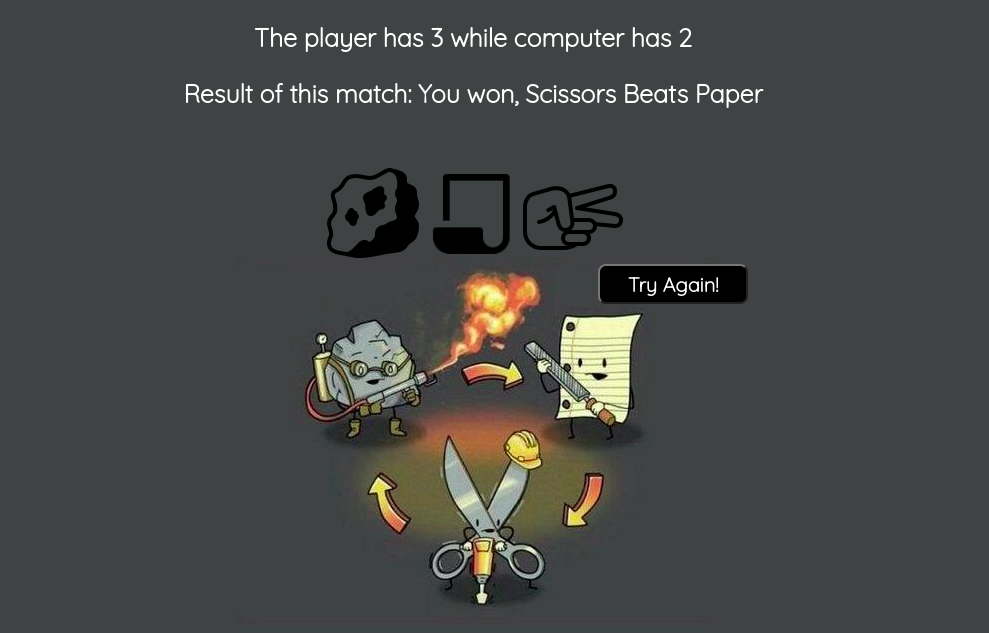 The player has 3 while computer has 2
Result of this match: You won, Scissors Beats Paper
Try Again!